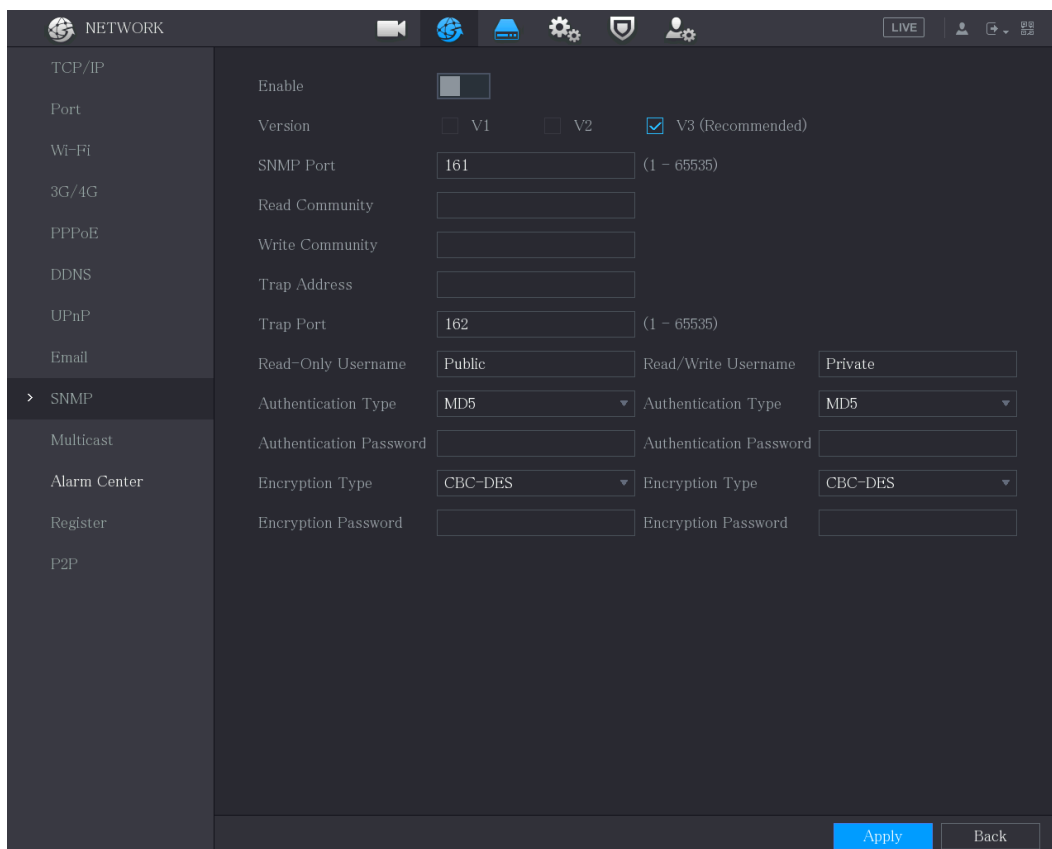 NETWORK
LIVE
TCP/IP
Port
Wi-Fi
3G/4G
PPPoE
DDNS
UPnP
Email
SNMP
Multicast
Alarm Center
Register
P2P
Enable
Version V1 V2 V3 (Recommended)
SNMP Port 161 (1 - 65535)
Read Community
Write Community
Trap Address
Trap Port 162 (1 - 65535)
Read-Only Username Public Read/Write Username Private
Authentication Type MD5 Authentication Type MD5
Authentication Password Authentication Password
Encryption Type CBC-DES Encryption Type CBC-DES
Encryption Password Encryption Password
Apply Back